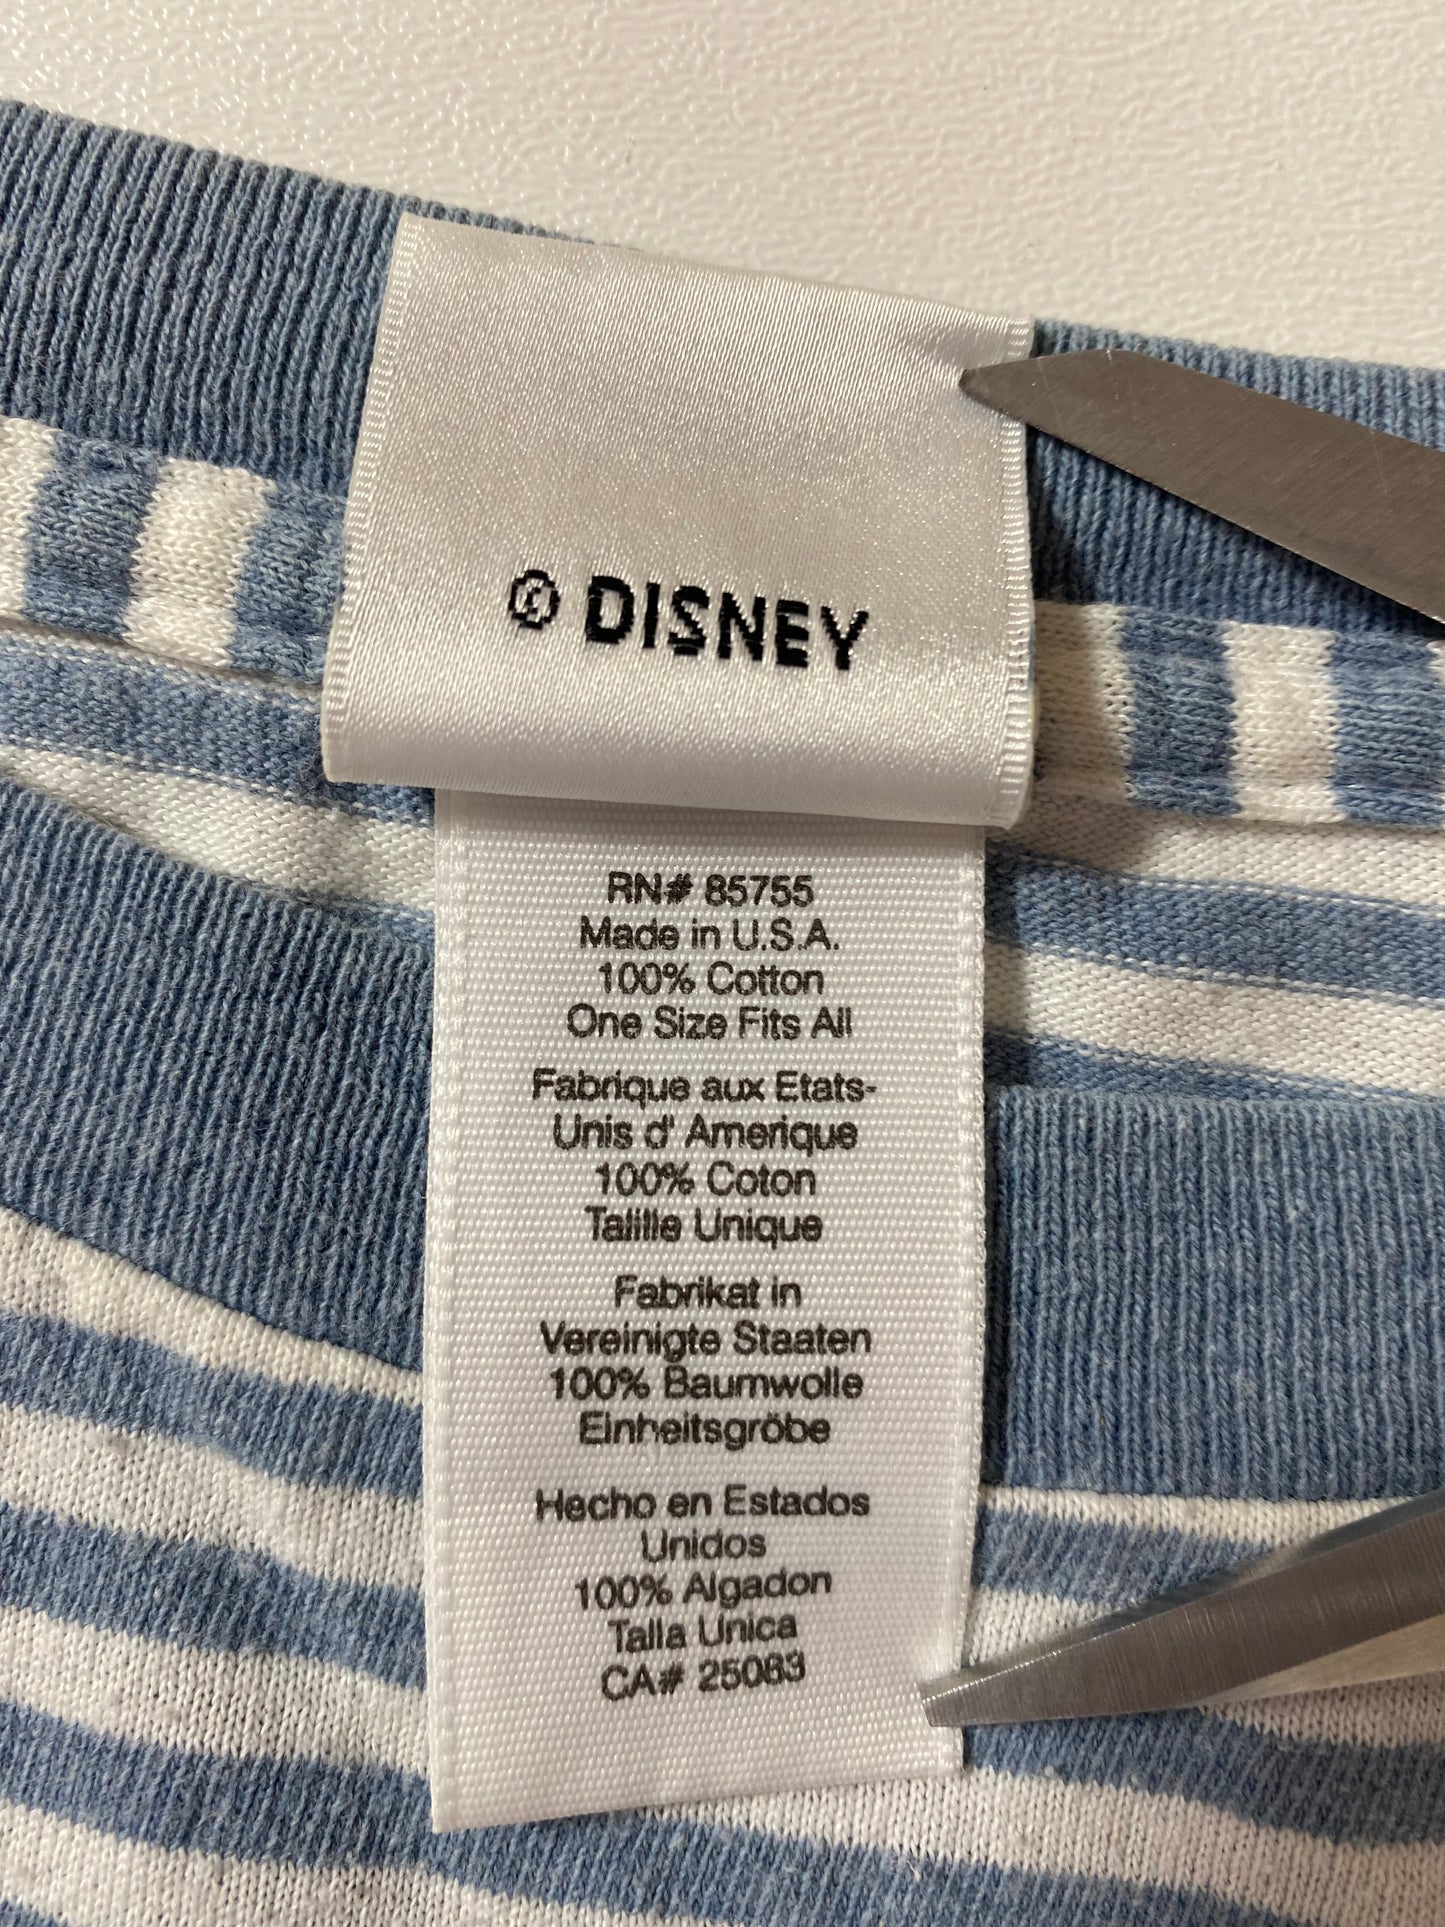 © DISNEY
RN# 85755
Made in U.S.A.
100% Cotton
One Size Fits All
Fabrique aux Etats-
Unis d' Amerique
100% Coton
Talille Unique
Fabrikat in
Vereinigte Staaten
100% Baumwolle
Einheitsgröbe
Hecho en Estados
Unidos
100% Algadon
Talla Unica
CA# 25083